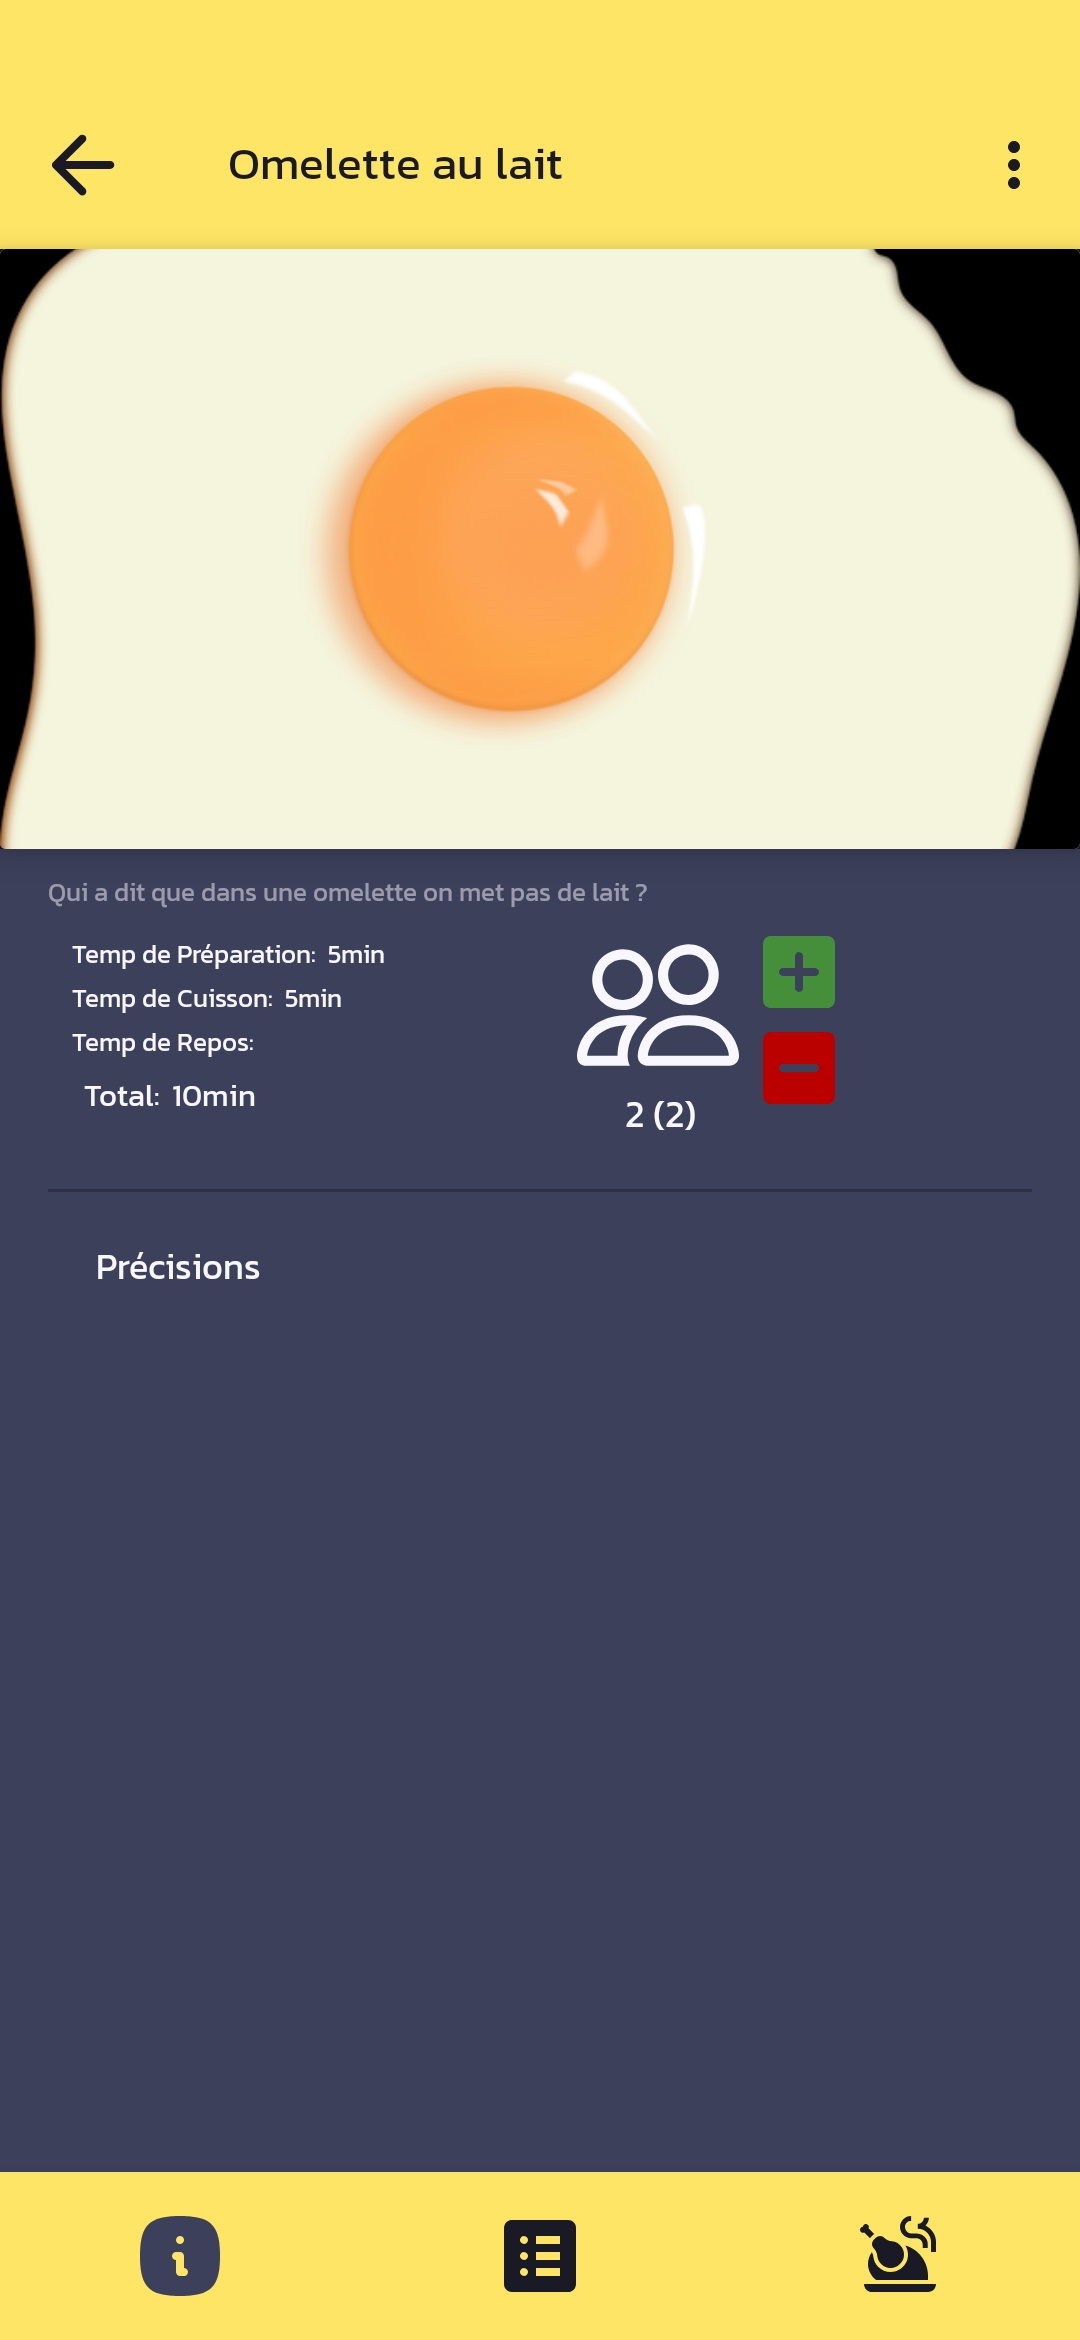 Omelette au lait
Qui a dit que dans une omelette on met pas de lait ?
Temp de Préparation: 5min
Temp de Cuisson: 5min
Temp de Repos:
Total: 10min
2 (2)
Précisions